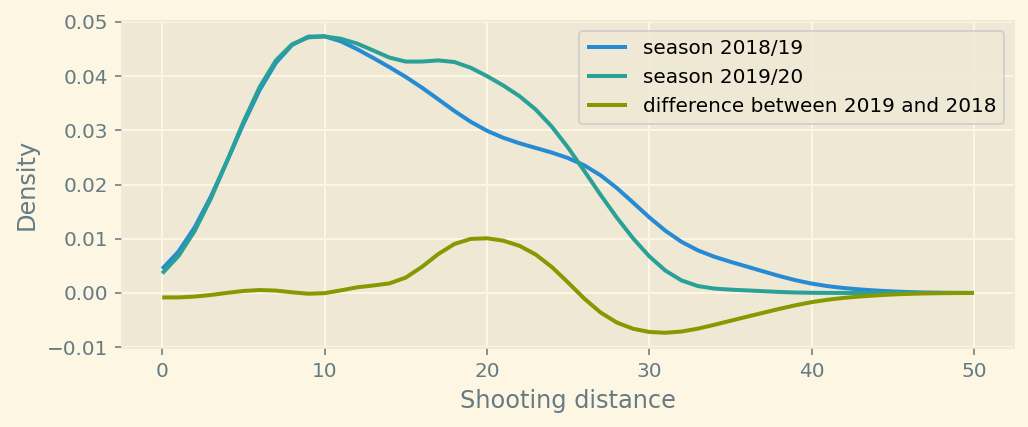 0.05
0.04
0.03
0.02
0.01
0.00
−0.01
Density
season 2018/19
season 2019/20
difference between 2019 and 2018
0 10 20 30 40 50
Shooting distance